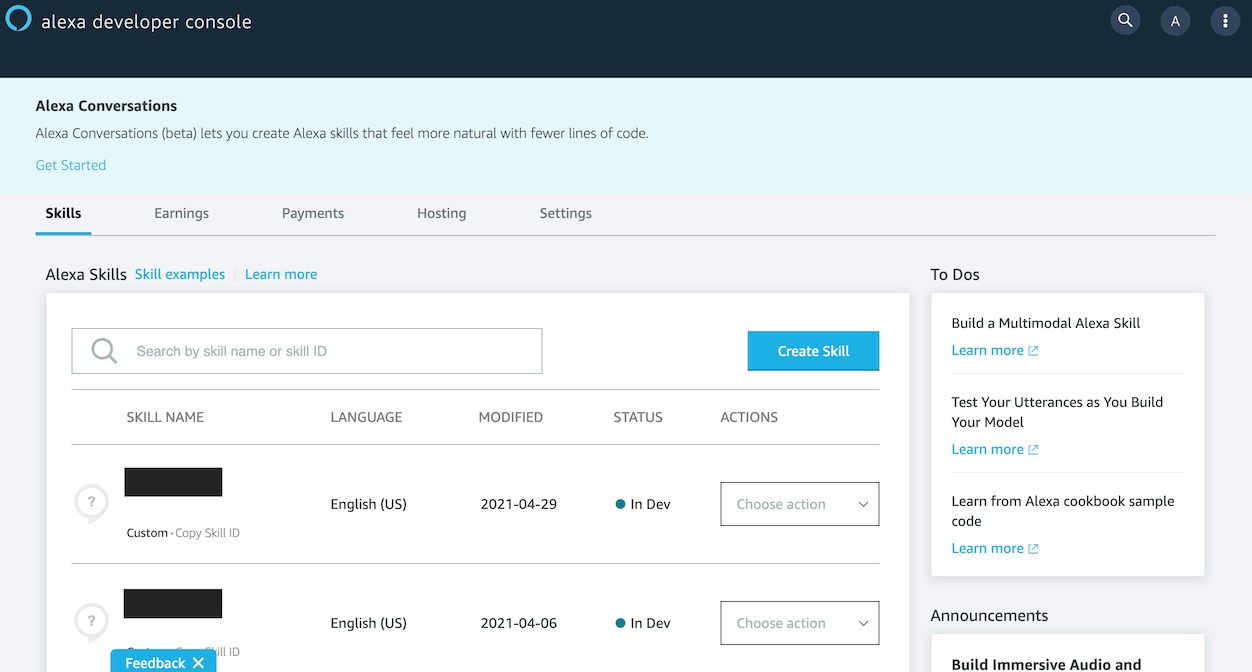 alexa developer console
A
Alexa Conversations
Alexa Conversations (beta) lets you create Alexa skills that feel more natural with fewer lines of code.
Get Started
Skills Earnings Payments Hosting Settings
Alexa Skills Skill examples Learn more
Search by skill name or skill ID
Create Skill
SKILL NAME LANGUAGE MODIFIED STATUS ACTIONS
?
English (US) 2021-04-29 In Dev Choose action
Custom • Copy Skill ID
?
English (US) 2021-04-06 In Dev Choose action
Skill ID
Feedback
To Dos
Build a Multimodal Alexa Skill
Learn more
Test Your Utterances as You Build
Your Model
Learn more
Learn from Alexa cookbook sample
code
Learn more
Announcements
Build Immersive Audio and